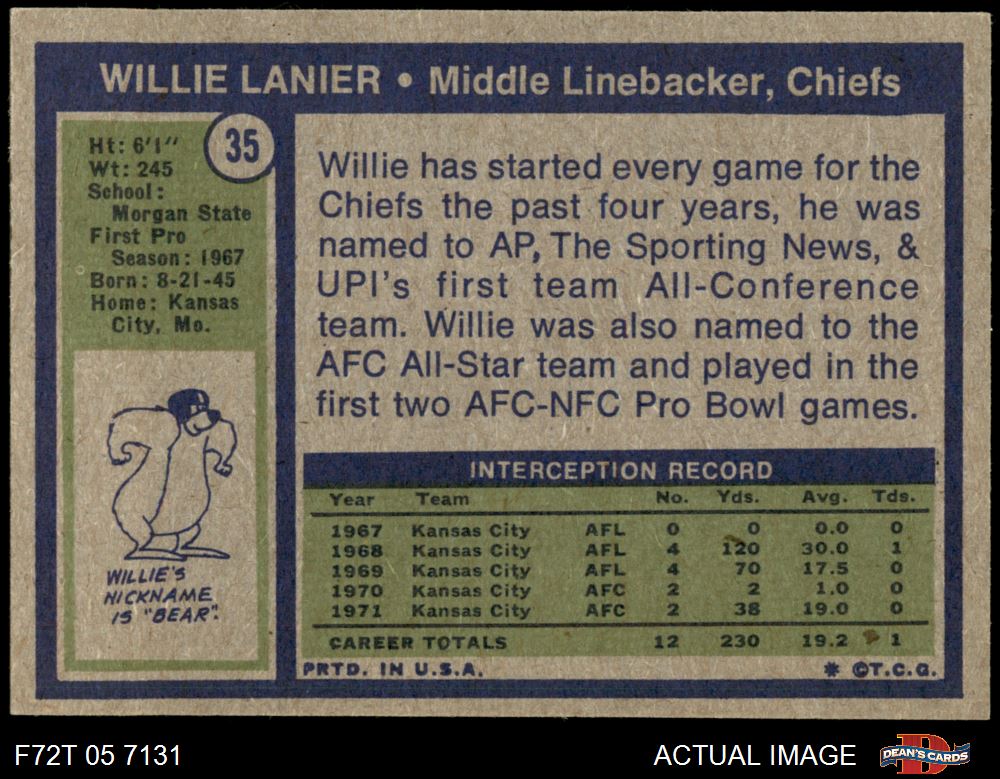 WILLIE LANIER • Middle Linebacker, Chiefs
35
Ht: 6'1"
Wt: 245
School:
Morgan State
First Pro
Season: 1967
Born: 8-21-45
Home: Kansas
City, Mo.
WILLIE'S
NICKNAME
IS "BEAR".
Willie has started every game for the
Chiefs the past four years, he was
named to AP, The Sporting News, &
UPI's first team All-Conference
team. Willie was also named to the
AFC All-Star team and played in the
first two AFC-NFC Pro Bowl games.
INTERCEPTION RECORD
Year Team No. Yds. Avg. Tds.
1967 Kansas City AFL 0 0 0.0 0
1968 Kansas City AFL 4 120 30.0 1
1969 Kansas City AFL 4 70 17.5 0
1970 Kansas City AFC 2 2 1.0 0
1971 Kansas City AFC 2 38 19.0 0
CAREER TOTALS 12 230 19.2 1
PRTD. IN U.S.A. * ©T.C.G.
F72T 05 7131 ACTUAL IMAGE DEAN'S CARDS